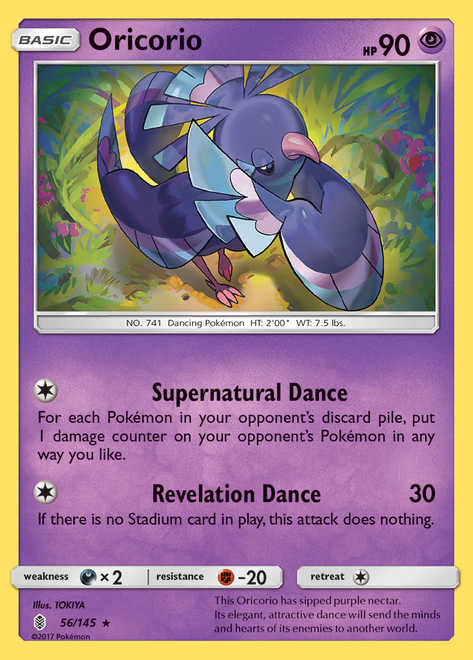 BASIC Oricorio HP 90
NO. 741 Dancing Pokémon HT: 2'00" WT: 7.5 lbs.
Supernatural Dance
For each Pokémon in your opponent's discard pile, put
1 damage counter on your opponent's Pokémon in any
way you like.
Revelation Dance 30
If there is no Stadium card in play, this attack does nothing.
weakness ×2 resistance -20 retreat
Illus. TOKIYA
56/145 ★
©2017 Pokémon
This Oricorio has sipped purple nectar.
Its elegant, attractive dance will send the minds
and hearts of its enemies to another world.